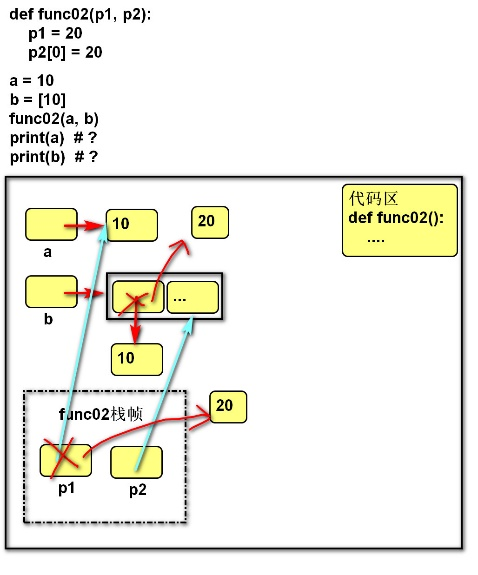 def func02(p1, p2):
p1 = 20
p2[0] = 20
a = 10
b = [10]
func02(a, b)
print(a)  # ?
print(b)  # ?
代码区
def func02():
....
10
20
a
...
b
10
func02栈帧
20
p1
p2